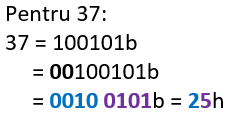 Pentru 37:
37 = 100101b
= 00100101b
= 0010 0101b = 25h